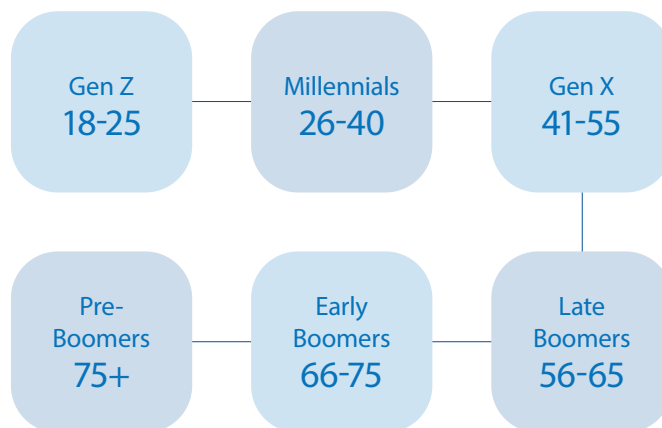 Gen Z
18-25
Millennials
26-40
Gen X
41-55
Pre-
Boomers
75+
Early
Boomers
66-75
Late
Boomers
56-65